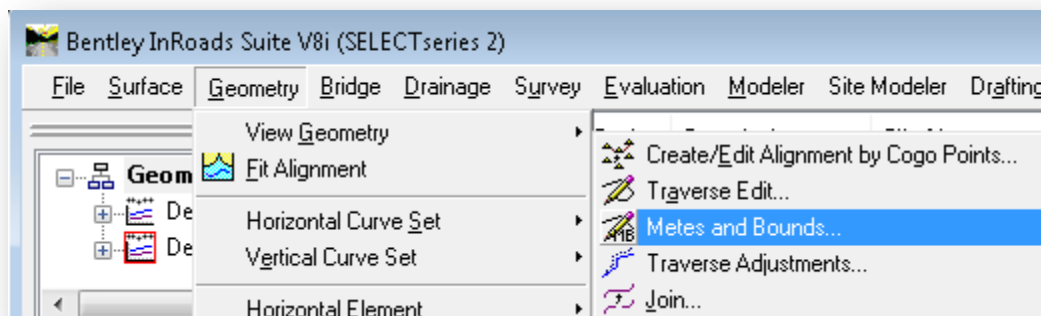 Bentley InRoads Suite V8i (SELECTseries 2)
File Surface Geometry Bridge Drainage Survey Evaluation Modeler Site Modeler Drafting
View Geometry
Fit Alignment
Horizontal Curve Set
Vertical Curve Set
Horizontal Element
Geom
De
De
Create/Edit Alignment by Cogo Points...
Traverse Edit...
Metes and Bounds...
Traverse Adjustments...
Join...